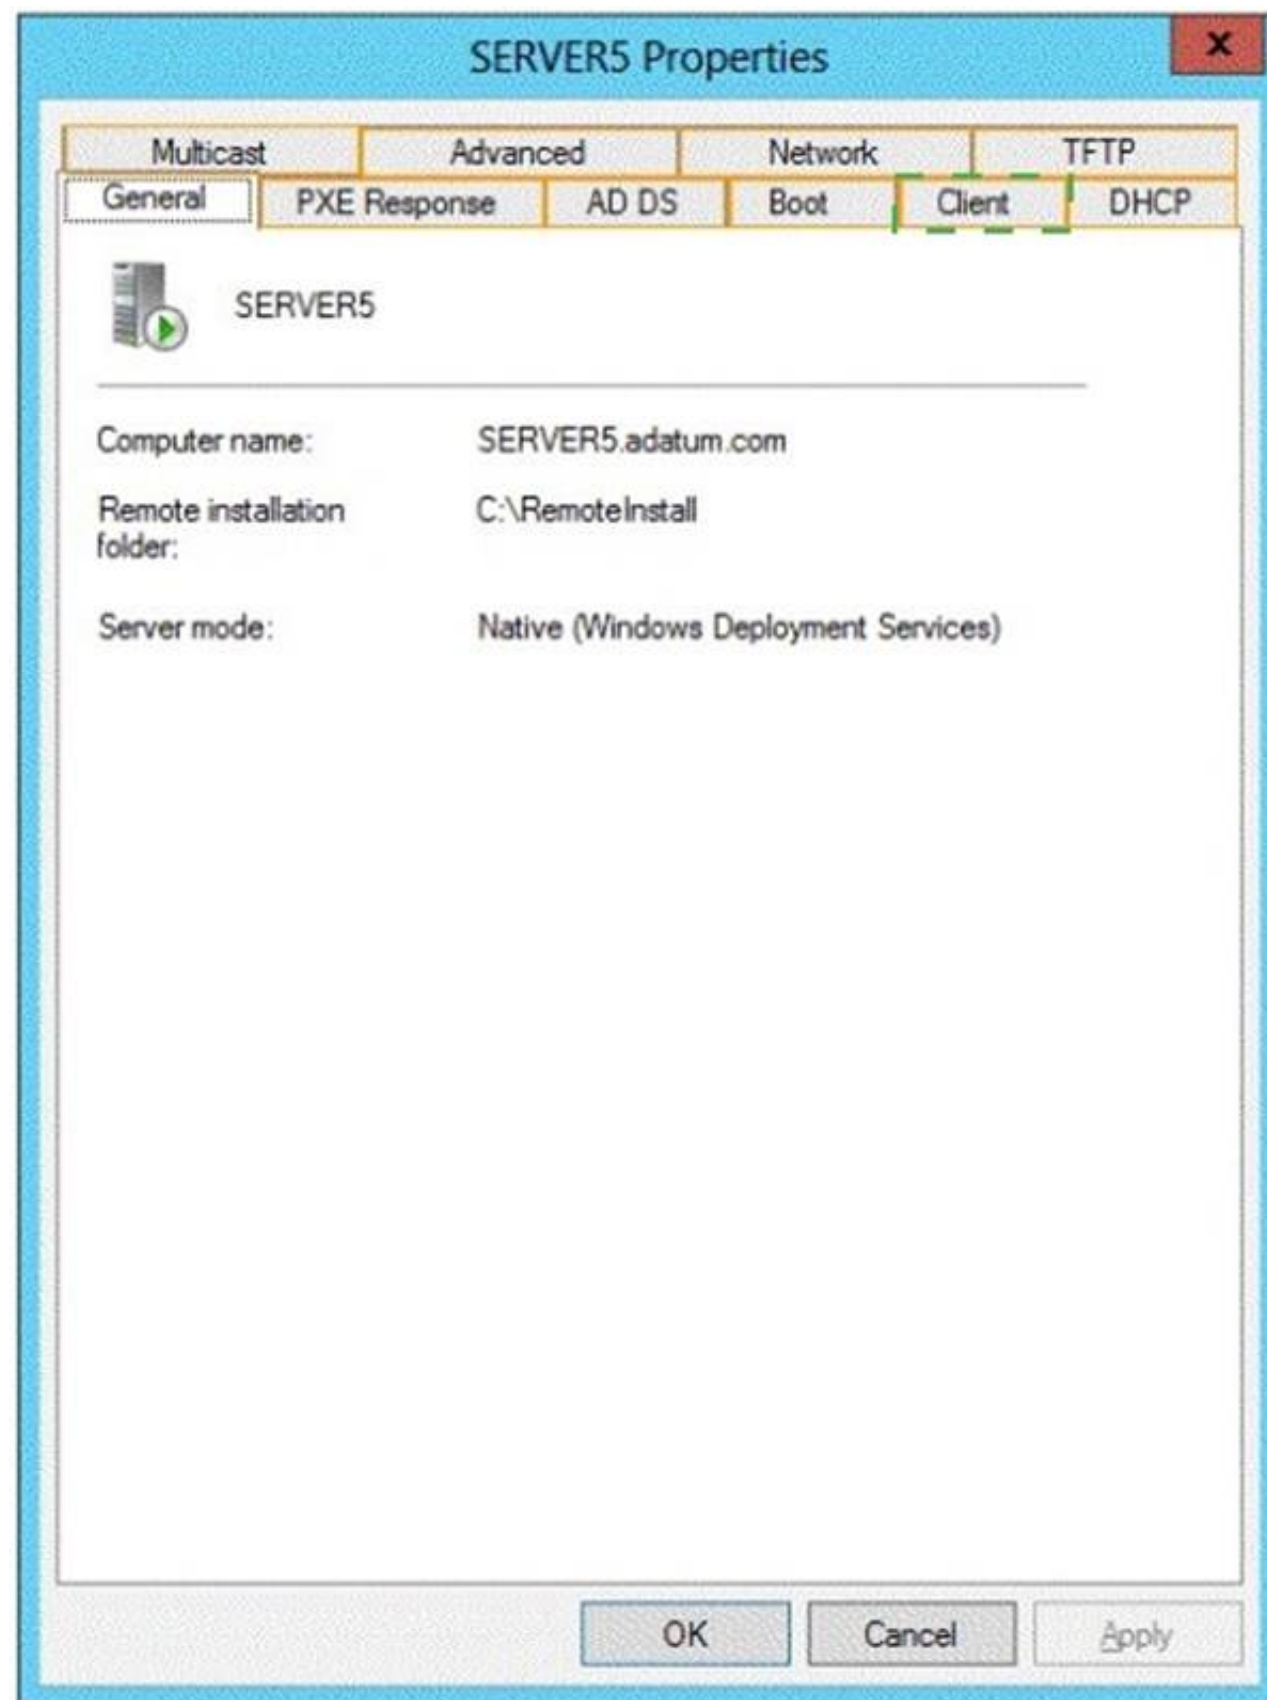 SERVER5 Properties
x
Multicast Advanced Network TFTP
General PXE Response AD DS Boot Client DHCP
SERVER5
Computer name: SERVER5.adatum.com
Remote installation C:\RemoteInstall
folder:
Server mode: Native (Windows Deployment Services)
OK Cancel Apply